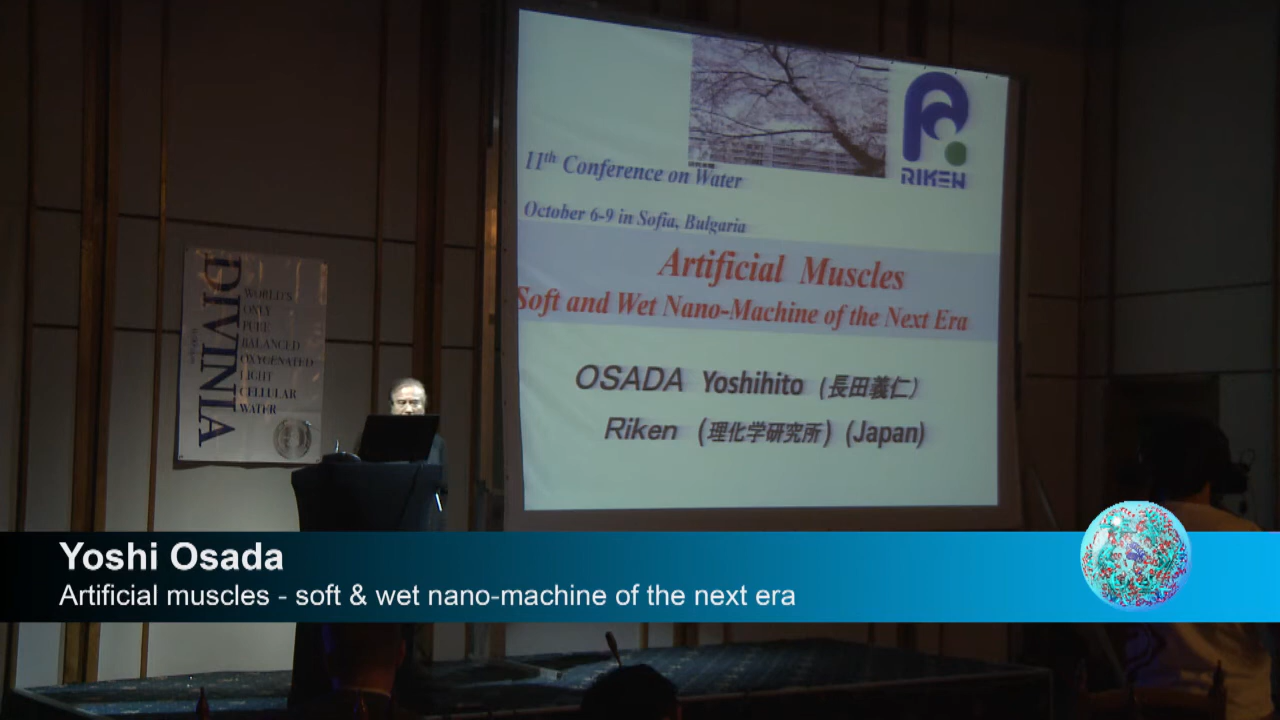 11th Conference on Water
October 6-9 in Sofia, Bulgaria
RIKEN
Artificial Muscles
Soft and Wet Nano-Machine of the Next Era
OSADA Yoshihito (長田義仁)
Riken (理化学研究所) (Japan)
DIVINIA
WORLD'S
ONLY
PURE
BALANCED
OXYGENATED
LIGHT
CELLULAR
WATER
Yoshi Osada
Artificial muscles - soft & wet nano-machine of the next era